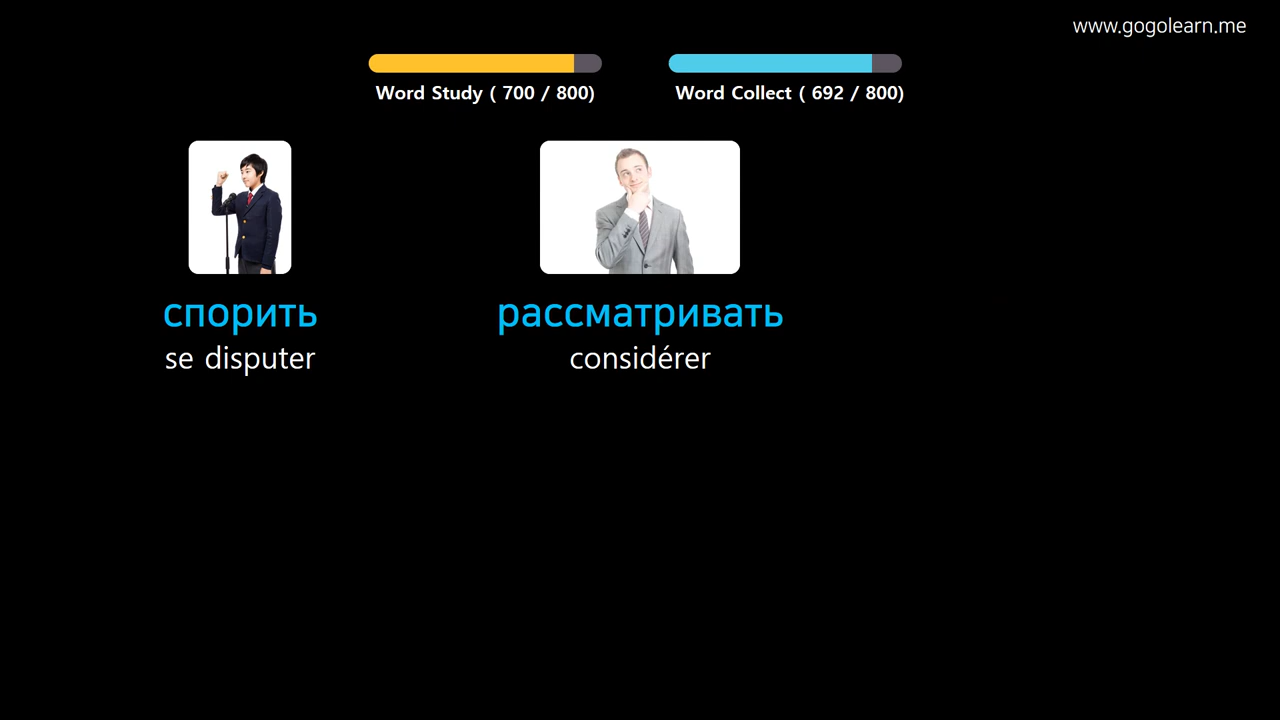 www.gogolearn.me
Word Study ( 700 / 800)
Word Collect ( 692 / 800)
спорить
se disputer
рассматривать
considérer